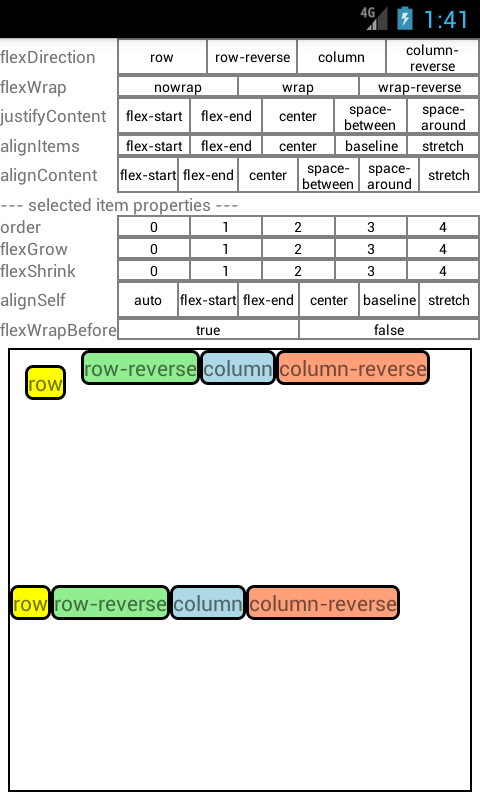 4G 1:41
flexDirection row row-reverse column column-reverse
flexWrap nowrap wrap wrap-reverse
justifyContent flex-start flex-end center space-between space-around
alignItems flex-start flex-end center baseline stretch
alignContent flex-start flex-end center space-between space-around stretch
--- selected item properties ---
order 0 1 2 3 4
flexGrow 0 1 2 3 4
flexShrink 0 1 2 3 4
alignSelf auto flex-start flex-end center baseline stretch
flexWrapBefore true false
row row-reverse column column-reverse
row row-reverse column column-reverse